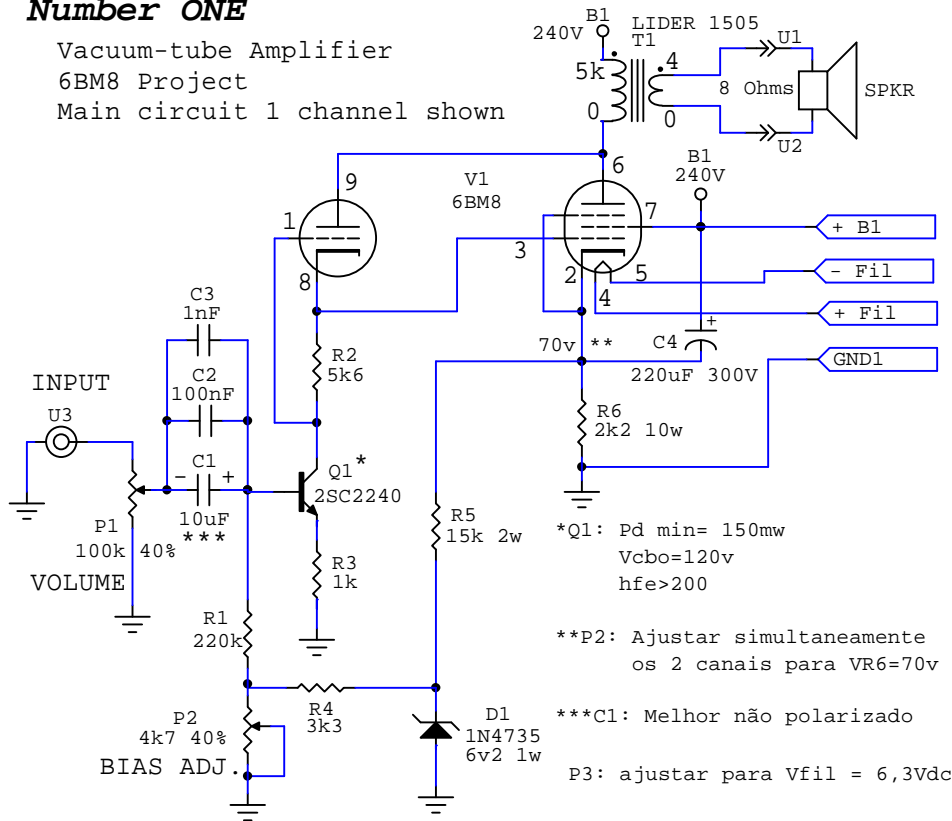 Number ONE
Vacuum-tube Amplifier
6BM8 Project
Main circuit 1 channel shown
B1
240V
LIDER 1505
T1
5k
0
4
0
8 Ohms
U1
U2
SPKR
9
1
8
V1
6BM8
6
7
3
2
4
5
B1
240V
+ B1
- Fil
+ Fil
GND1
C3
1nF
C2
100nF
INPUT
U3
- C1 +
10uF
***
P1
100k 40%
VOLUME
R2
5k6
Q1*
2SC2240
R3
1k
70v **
C4
+
220uF 300V
R6
2k2 10w
R5
15k 2w
R1
220k
R4
3k3
P2
4k7 40%
BIAS ADJ.
D1
1N4735
6v2 1w
*Q1: Pd min= 150mw
Vcbo=120v
hfe>200
**P2: Ajustar simultaneamente
os 2 canais para VR6=70v
***C1: Melhor não polarizado
P3: ajustar para Vfil = 6,3Vdc